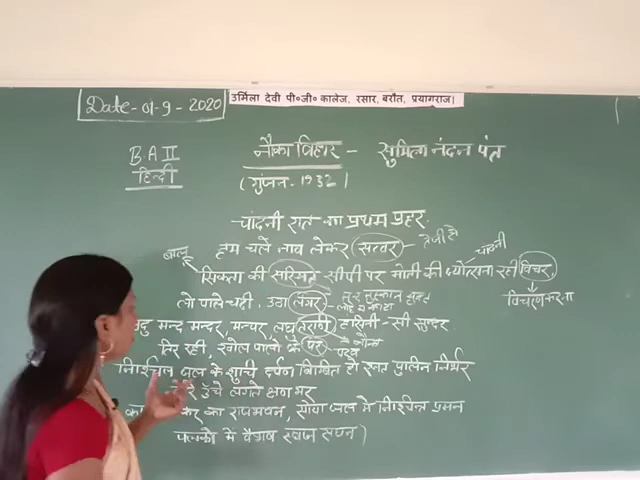 Date - 01-9-2020
उर्मिला देवी पी०जी० कालेज, रसार, बरौत, प्रयागराज।
BA II
हिन्दी
नौका विहार - सुमित्रा नंदन पंत
(गुंजन - 1932)
चांदनी रात का प्रथम प्रहर
हम चले नाव लेकर (सत्वर) - तेजी से
बालू
चांदनी
सिकता की सस्मित - सीपी पर मोती की ज्योत्सना रही विचर
विचरण करना
लो पाले चढ़ी, उठा लंगर -
मृदु मन्द मन्दर, मन्थर, लघु तरणि हंसिनी - सी सुन्दर
तिर रही, खोल पालों के पर
निश्चल जल के शुचि दर्पण बिम्बित हो रजत पुलिन निर्भर
ऊँचे लगते क्षण भर
का राजभवन, सोया जल में निश्चिन्त प्रमन
पलकों में वैभव स्वप्न सघन)